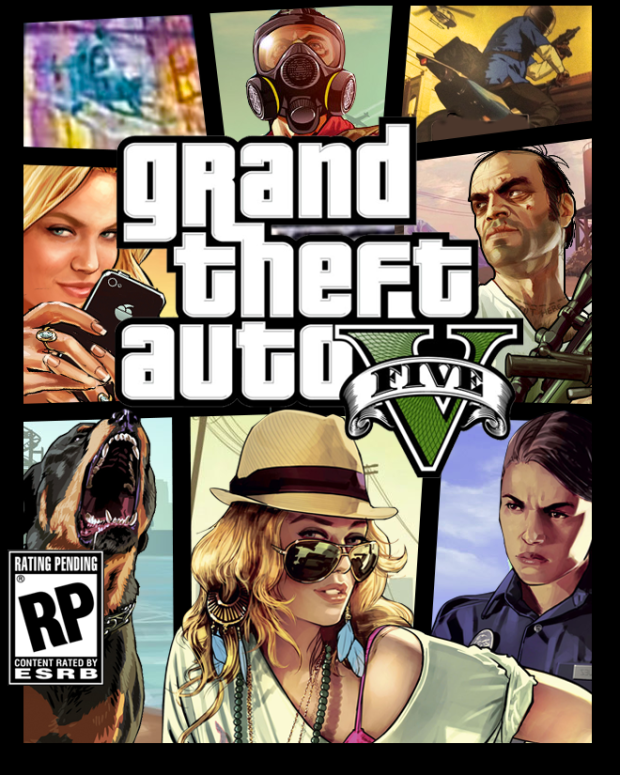 grand
theft
auto
V
FIVE
RATING PENDING
®
RP
CONTENT RATED BY
ESRB